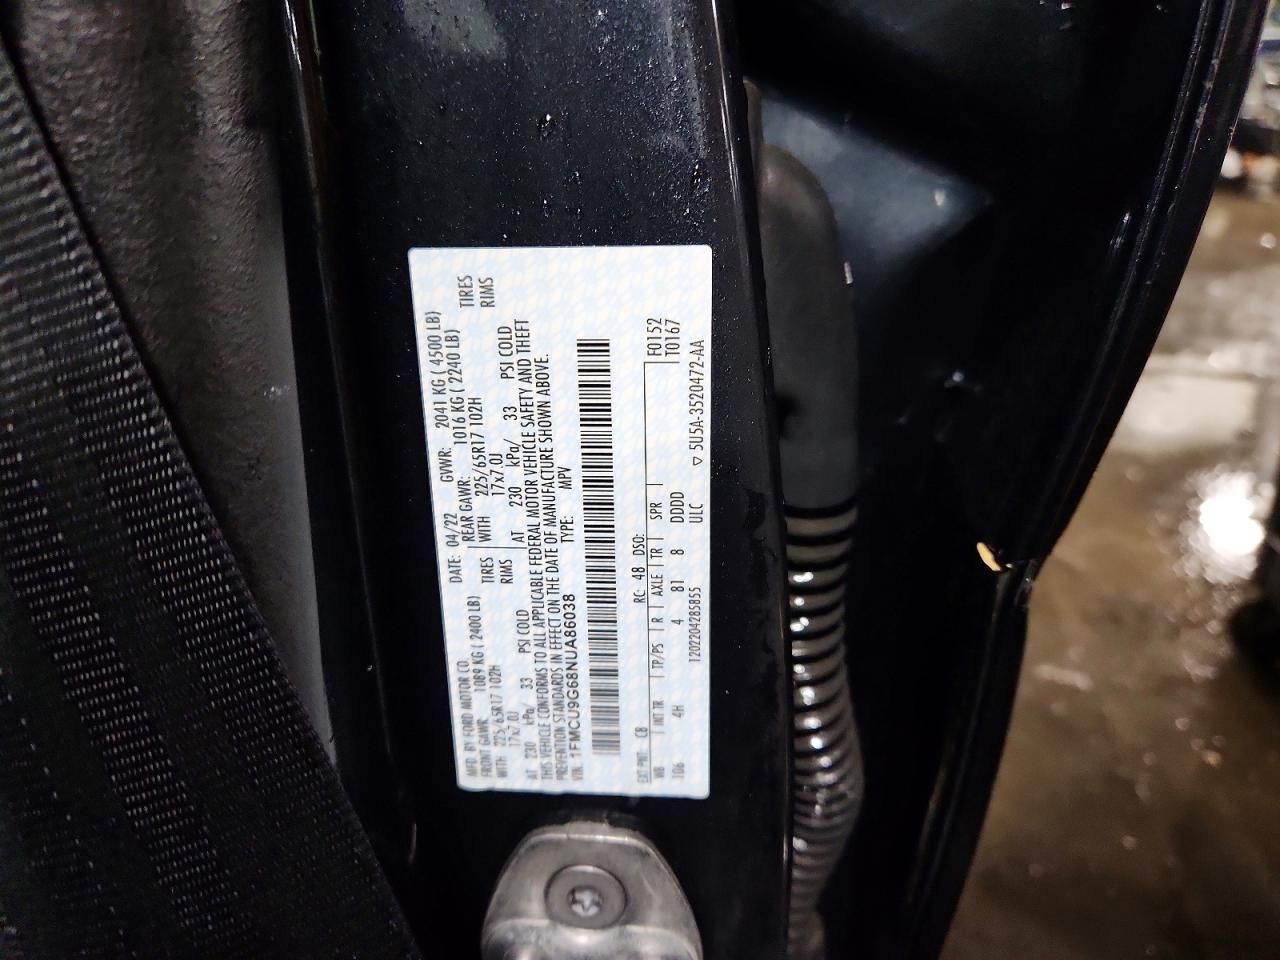 MFD. BY FORD MOTOR CO. DATE: 04/22 GVWR: 2041 KG ( 4500 LB)
FRONT GAWR: 1089 KG ( 2400 LB) REAR GAWR: 1016 KG ( 2240 LB)
WITH 225/65R17 102H TIRES WITH 225/65R17 102H TIRES
17x7.0J RIMS 17x7.0J RIMS
AT 230 kPa/ 33 PSI COLD AT 230 kPa/ 33 PSI COLD
THIS VEHICLE CONFORMS TO ALL APPLICABLE FEDERAL MOTOR VEHICLE SAFETY AND THEFT
PREVENTION STANDARDS IN EFFECT ON THE DATE OF MANUFACTURE SHOWN ABOVE.
VIN: 1FMCU9G68NUA86038 TYPE: MPV
EXT PNT: C8 RC: 48 DSO: F0152
WB INT TR TP/PS R AXLE TR SPR T0167
106 4H 4 81 8 DDDD
1202204285855 ULC ▽ 5U5A-3520472-AA